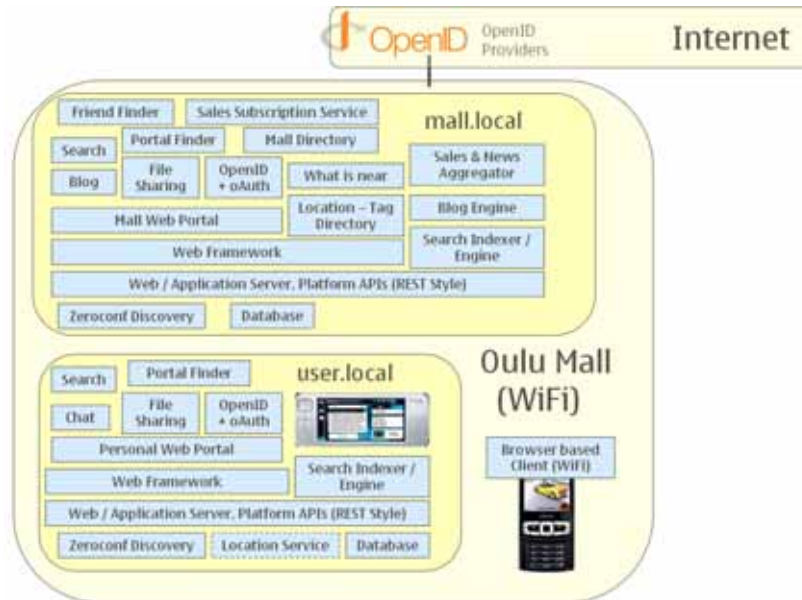 OpenID
OpenID
Providers
Internet
mall.local
Friend Finder
Sales Subscription Service
Portal Finder
Mall Directory
Search
File
Sharing
OpenID
+ oAuth
What is near
Sales & News
Aggregator
Blog
Mall Web Portal
Location - Tag
Directory
Blog Engine
Web Framework
Search Indexer /
Engine
Web / Application Server, Platform APIs (REST Style)
Zeroconf Discovery
Database
Oulu Mall
(WiFi)
user.local
Portal Finder
Search
File
Sharing
OpenID
+ oAuth
Chat
Personal Web Portal
Search Indexer /
Engine
Web Framework
Web / Application Server, Platform APIs (REST Style)
Zeroconf Discovery
Location Service
Database
Browser based
Client (WiFi)